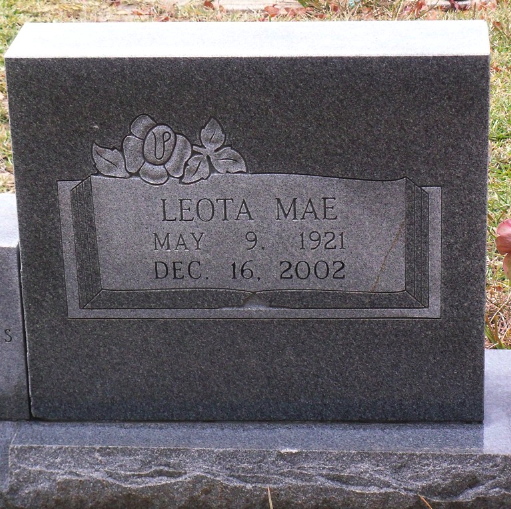 LEOTA MAE
MAY 9, 1921
DEC. 16, 2002
S